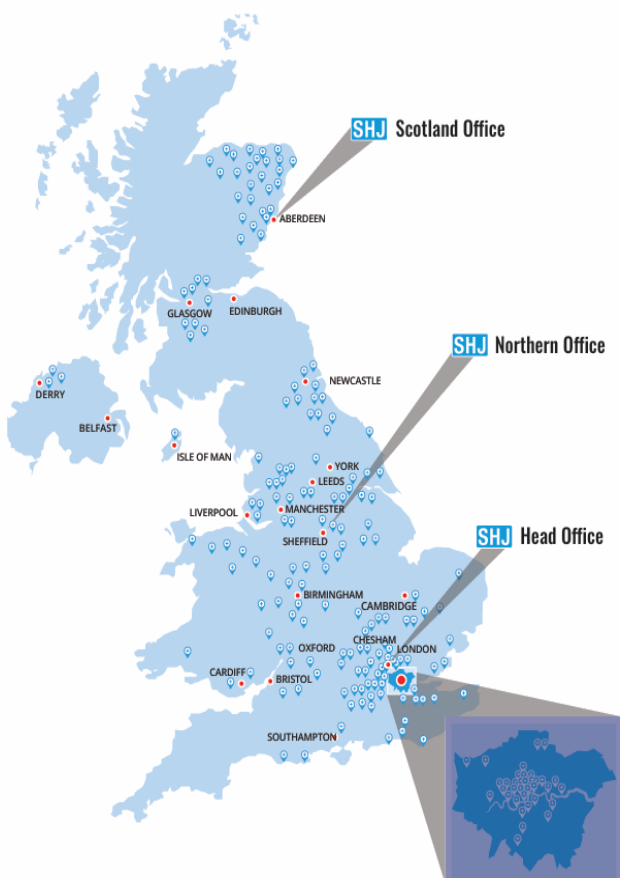 SHJ Scotland Office
ABERDEEN
GLASGOW
EDINBURGH
SHJ Northern Office
NEWCASTLE
DERRY
BELFAST
ISLE OF MAN
YORK
LEEDS
LIVERPOOL
MANCHESTER
SHEFFIELD
SHJ Head Office
BIRMINGHAM
CAMBRIDGE
CHESHAM
OXFORD
LONDON
CARDIFF
BRISTOL
SOUTHAMPTON